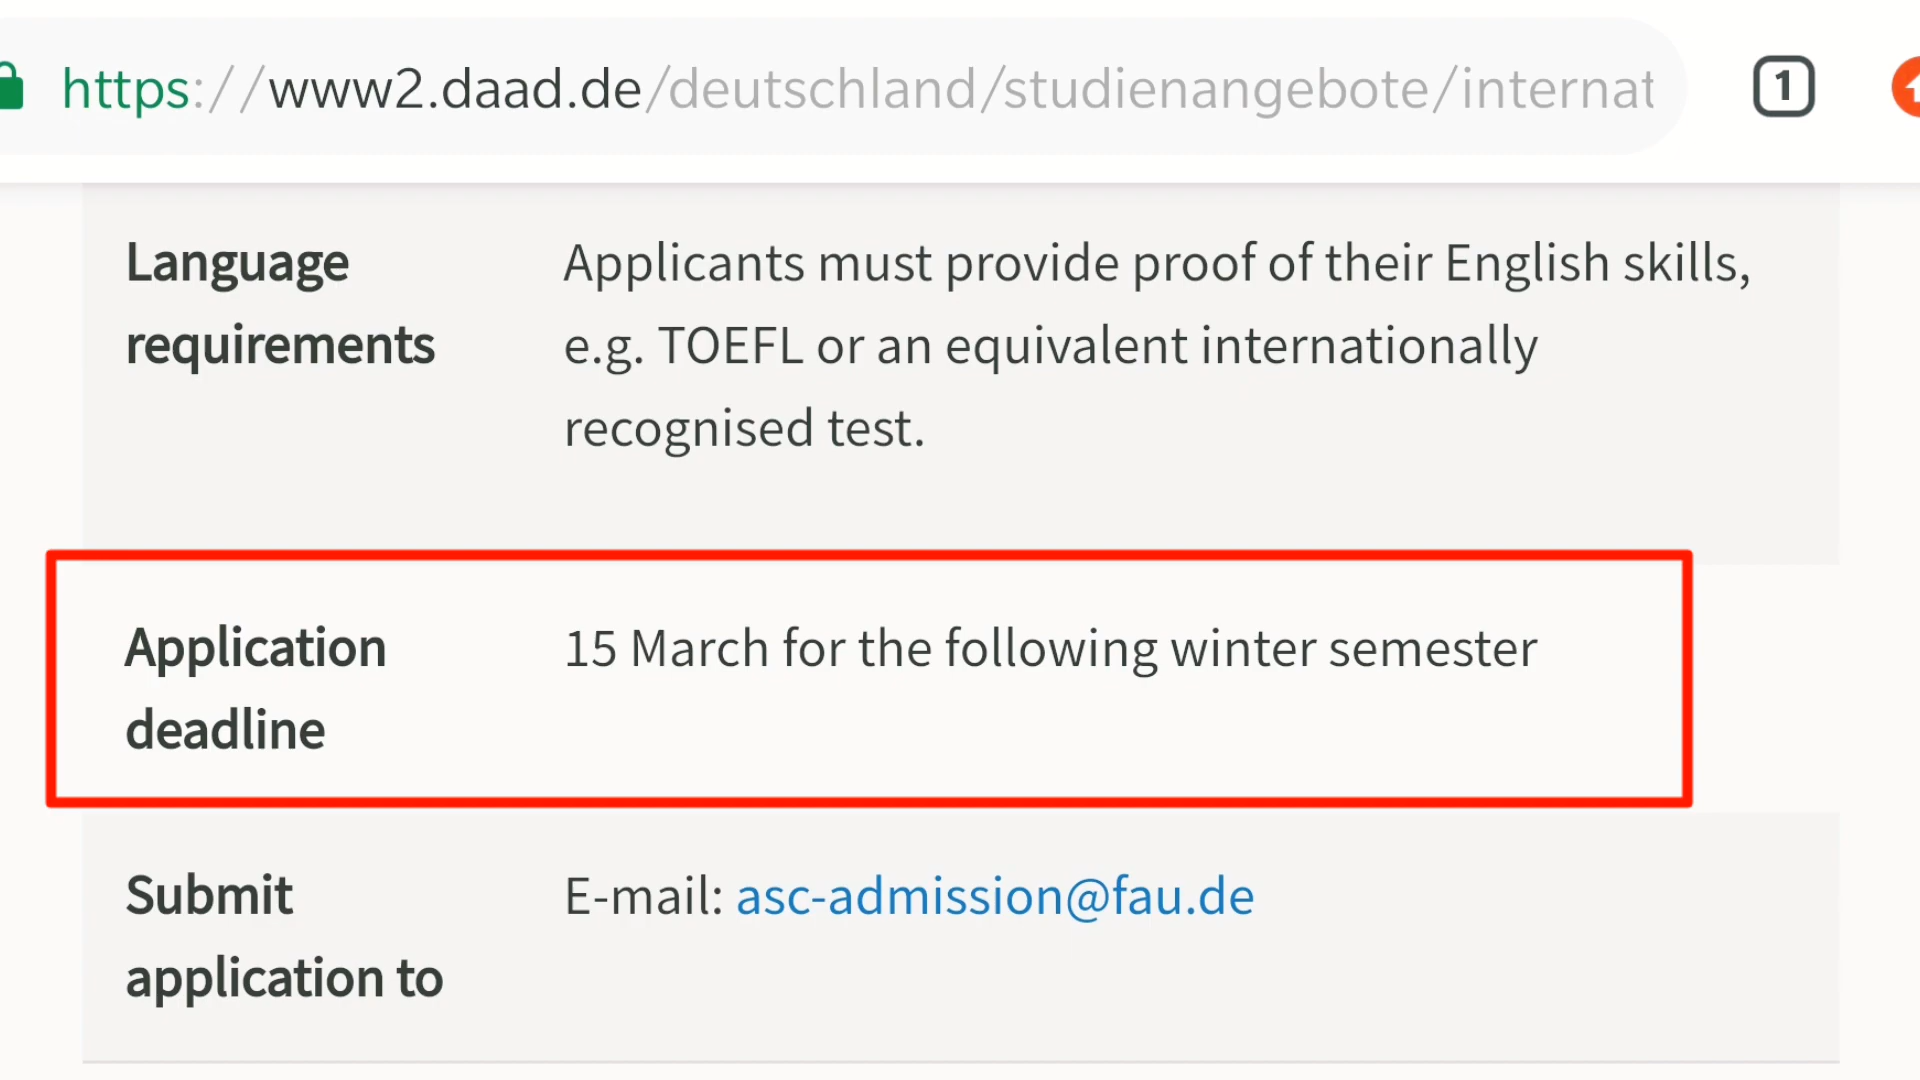 https://www2.daad.de/deutschland/studienangebote/internat
1
Language
requirements
Applicants must provide proof of their English skills,
e.g. TOEFL or an equivalent internationally
recognised test.
Application
deadline
15 March for the following winter semester
Submit
application to
E-mail: asc-admission@fau.de